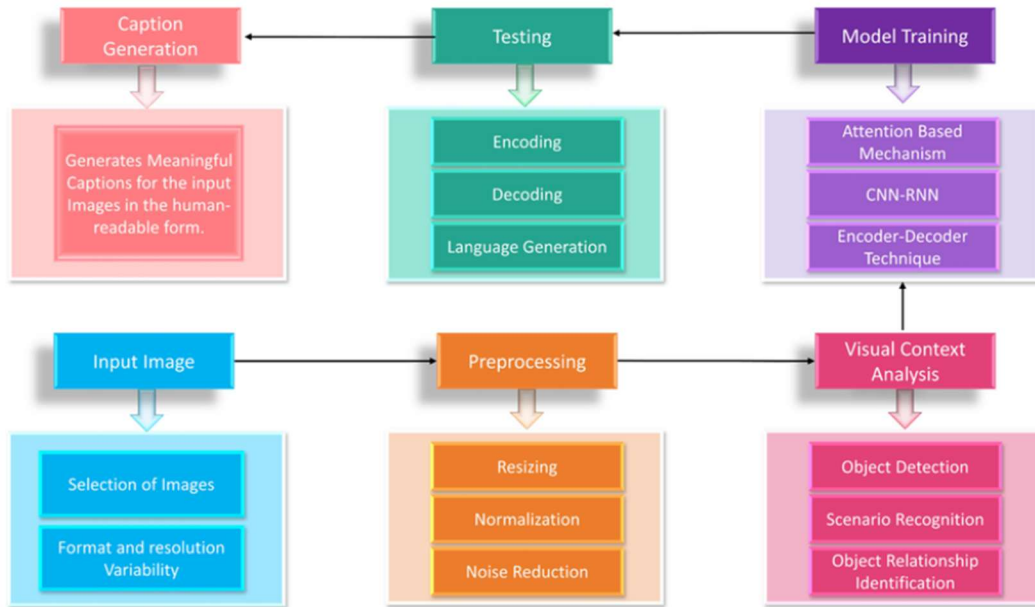 Caption
Generation
Testing
Model Training
Generates Meaningful
Captions for the input
Images in the human-
readable form.
Encoding
Decoding
Language Generation
Attention Based
Mechanism
CNN-RNN
Encoder-Decoder
Technique
Input Image
Preprocessing
Visual Context
Analysis
Selection of Images
Format and resolution
Variability
Resizing
Normalization
Noise Reduction
Object Detection
Scenario Recognition
Object Relationship
Identification